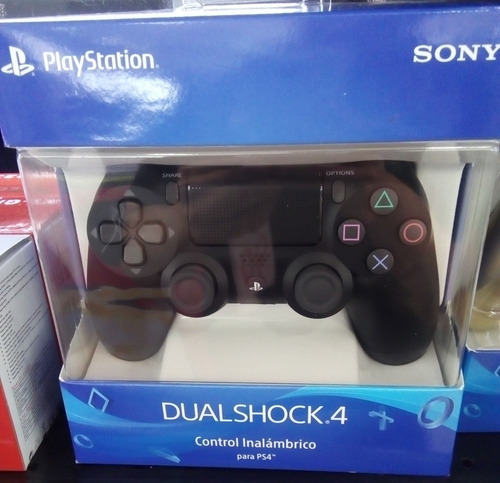 PlayStation
SONY
SHARE
OPTIONS
DUALSHOCK.4
Control Inalámbrico
para PS4™